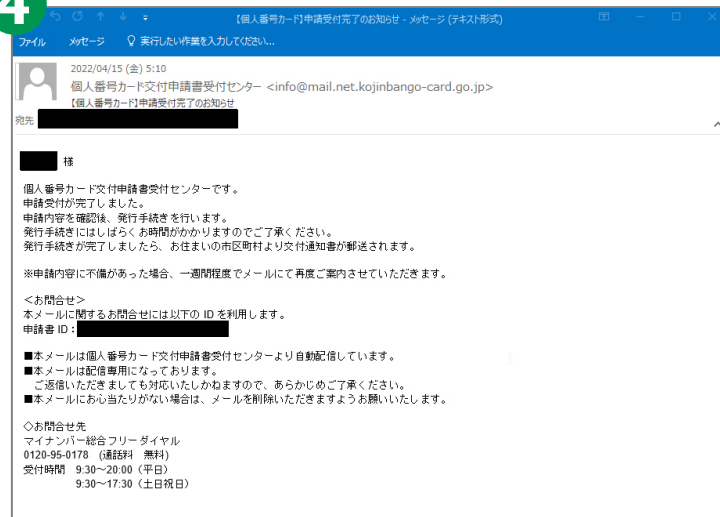 4
【個人番号カード】申請受付完了のお知らせ - メッセージ (テキスト形式)
ファイル メッセージ 実行したい作業を入力してください...
2022/04/15 (金) 5:10
個人番号カード交付申請書受付センター <info@mail.net.kojinbango-card.go.jp>
【個人番号カード】申請受付完了のお知らせ
宛先
様
個人番号カード交付申請書受付センターです。
申請受付が完了しました。
申請内容を確認後、発行手続きを行います。
発行手続きにはしばらくお時間がかかりますのでご了承ください。
発行手続きが完了しましたら、お住まいの市区町村より交付通知書が郵送されます。
※申請内容に不備があった場合、一週間程度でメールにて再度ご案内させていただきます。
＜お問合せ＞
本メールに関するお問合せには以下の ID を利用します。
申請書 ID：
■本メールは個人番号カード交付申請書受付センターより自動配信しています。
■本メールは配信専用になっております。
ご返信いただきましても対応いたしかねますので、あらかじめご了承ください。
■本メールにお心当たりがない場合は、メールを削除いただきますようお願いいたします。
◇お問合せ先
マイナンバー総合フリーダイヤル
0120-95-0178 (通話料 無料)
受付時間 9:30～20:00（平日）
9:30～17:30（土日祝日）